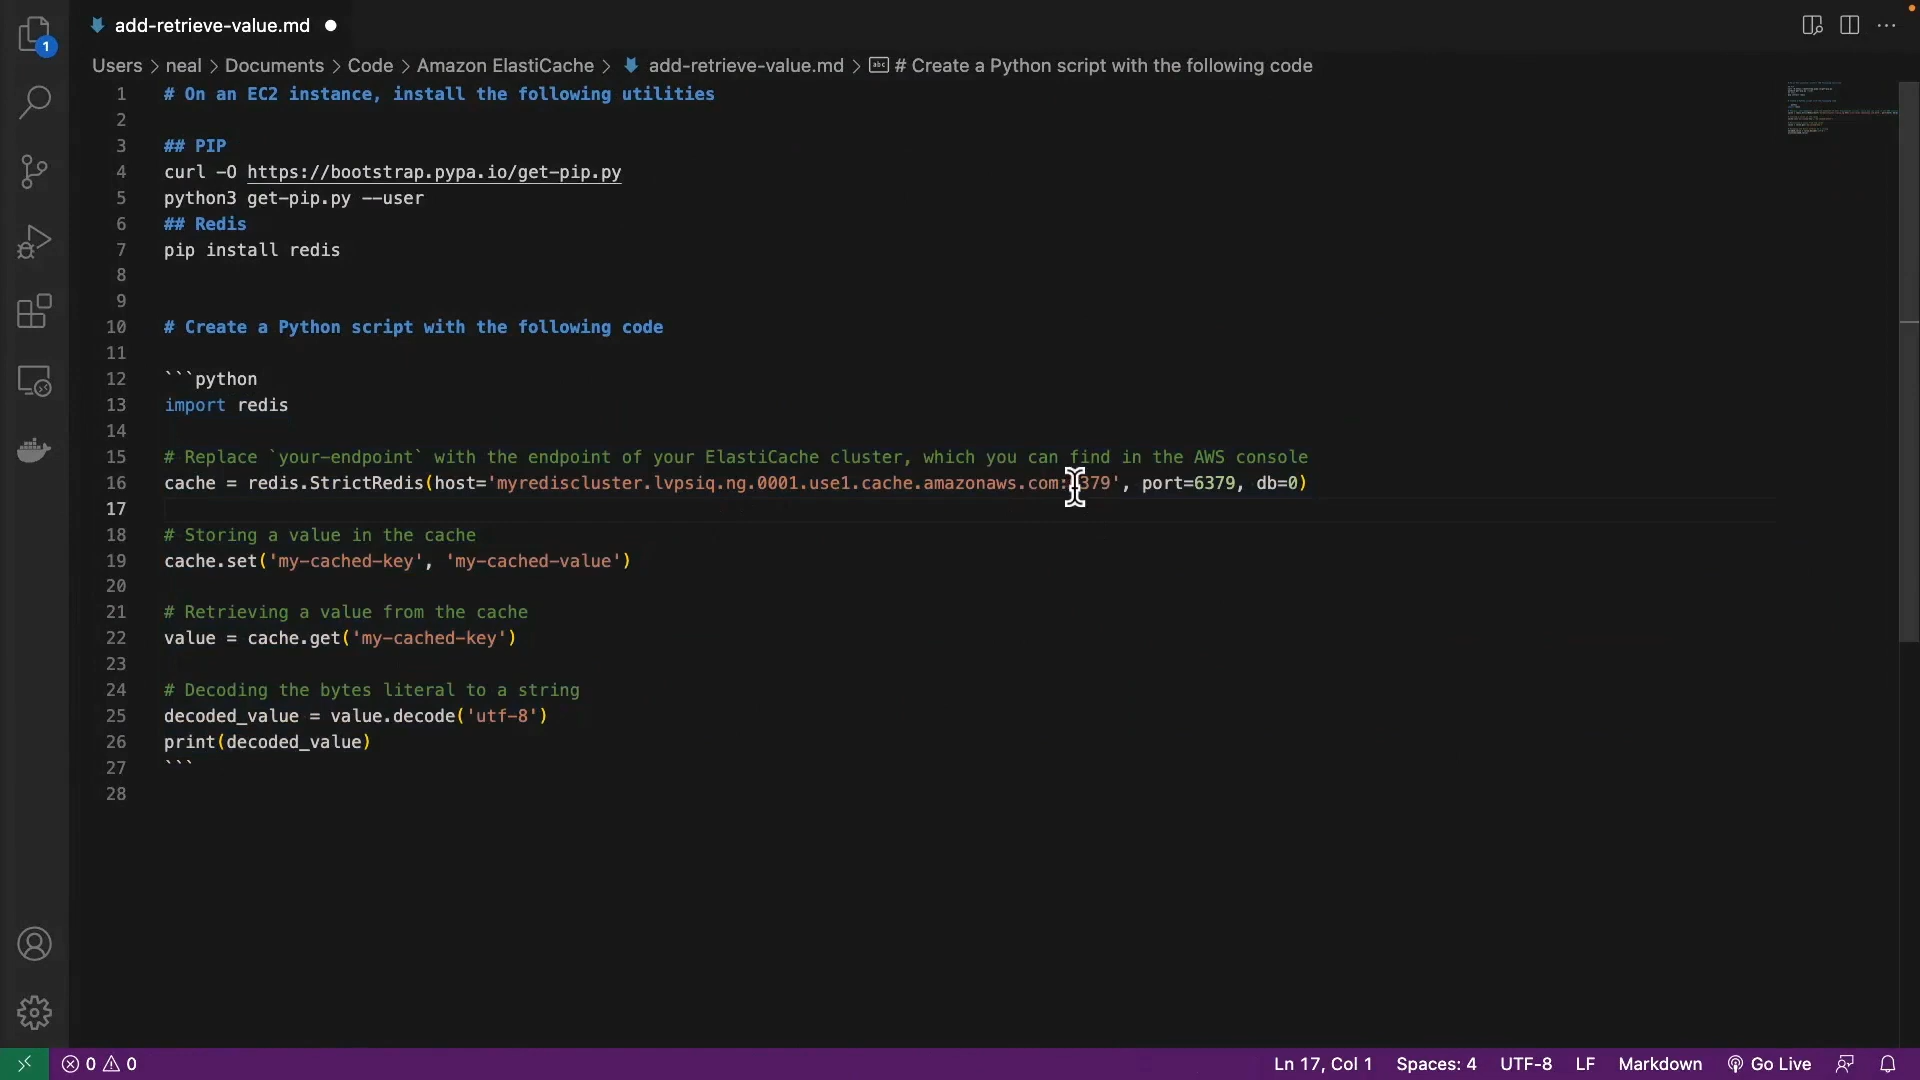 1
add-retrieve-value.md
Users > neal > Documents > Code > Amazon ElastiCache > add-retrieve-value.md > # Create a Python script with the following code
1 # On an EC2 instance, install the following utilities
2
3 ## PIP
4 curl -O https://bootstrap.pypa.io/get-pip.py
5 python3 get-pip.py --user
6 ## Redis
7 pip install redis
8
9
10 # Create a Python script with the following code
11
12 ```python
13 import redis
14
15 # Replace `your-endpoint` with the endpoint of your ElastiCache cluster, which you can find in the AWS console
16 cache = redis.StrictRedis(host='myrediscluster.lvpsiq.ng.0001.use1.cache.amazonaws.com:6379', port=6379, db=0)
17
18 # Storing a value in the cache
19 cache.set('my-cached-key', 'my-cached-value')
20
21 # Retrieving a value from the cache
22 value = cache.get('my-cached-key')
23
24 # Decoding the bytes literal to a string
25 decoded_value = value.decode('utf-8')
26 print(decoded_value)
27 ```
28
0 0 Ln 17, Col 1 Spaces: 4 UTF-8 LF Markdown Go Live